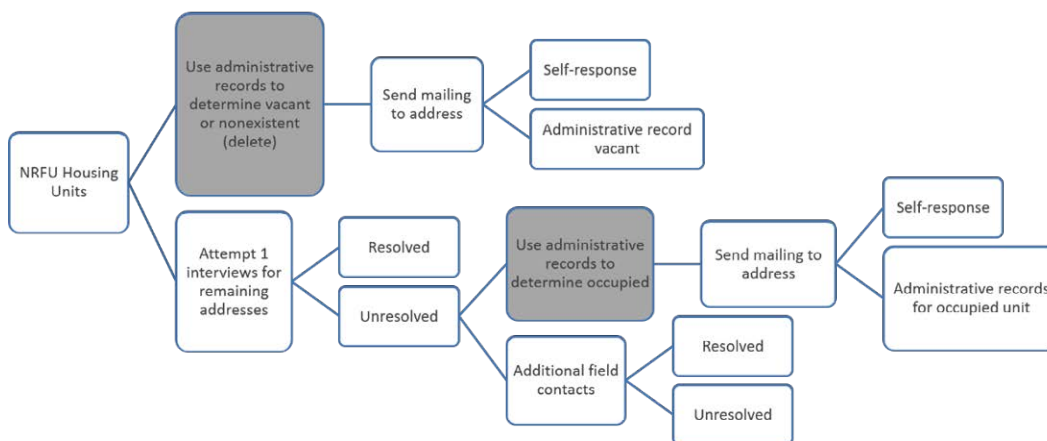 Use administrative
records to
determine vacant
or nonexistent
(delete)
Send mailing
to address
Self-response
Administrative record
vacant
NRFU Housing
Units
Attempt 1
interviews for
remaining
addresses
Resolved
Unresolved
Use administrative
records to
determine occupied
Send mailing to
address
Self-response
Administrative records
for occupied unit
Additional field
contacts
Resolved
Unresolved